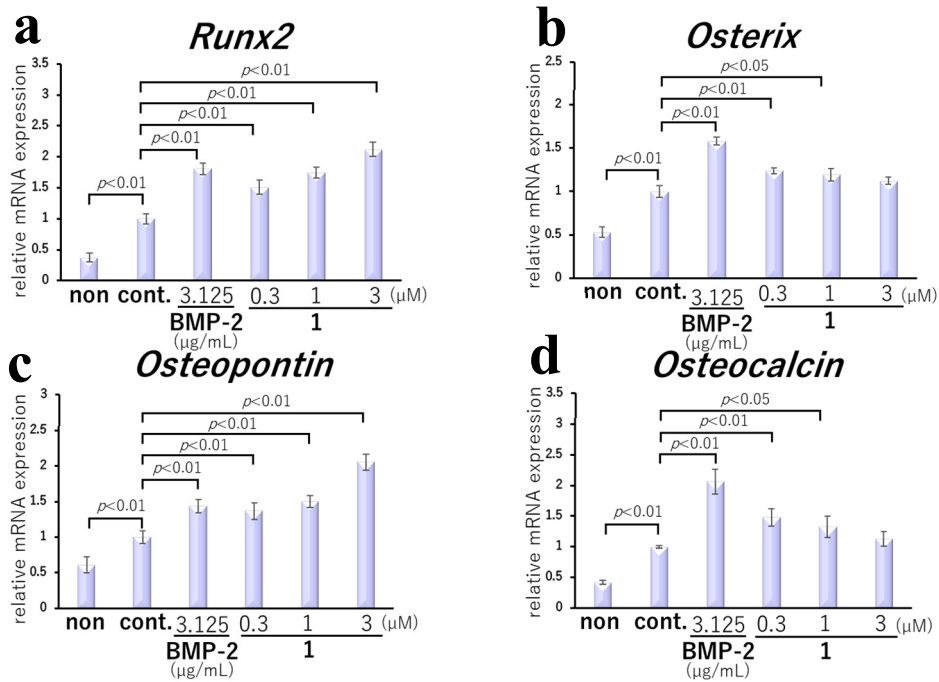 a
Runx2
relative mRNA expression
3.5
3
2.5
2
1.5
1
0.5
0
p<0.01
p<0.01
p<0.01
p<0.01
p<0.01
non cont. 3.125 0.3 1 3 (μM)
BMP-2 1
(μg/mL)
b
Osterix
relative mRNA expression
2.5
2
1.5
1
0.5
0
p<0.05
p<0.01
p<0.01
p<0.01
non cont. 3.125 0.3 1 3 (μM)
BMP-2 1
(μg/mL)
c
Osteopontin
relative mRNA expression
3
2.5
2
1.5
1
0.5
0
p<0.01
p<0.01
p<0.01
p<0.01
p<0.01
non cont. 3.125 0.3 1 3 (μM)
BMP-2 1
(μg/mL)
d
Osteocalcin
relative mRNA expression
3.5
3
2.5
2
1.5
1
0.5
0
p<0.05
p<0.01
p<0.01
p<0.01
non cont. 3.125 0.3 1 3 (μM)
BMP-2 1
(μg/mL)